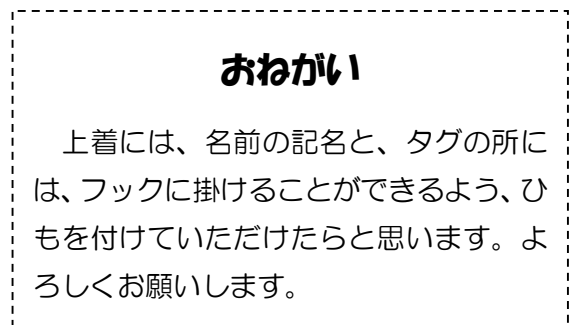 おねがい
上着には、名前の記名と、タグの所に
は、フックに掛けることができるよう、ひ
もを付けていただけたらと思います。よ
ろしくお願いします。